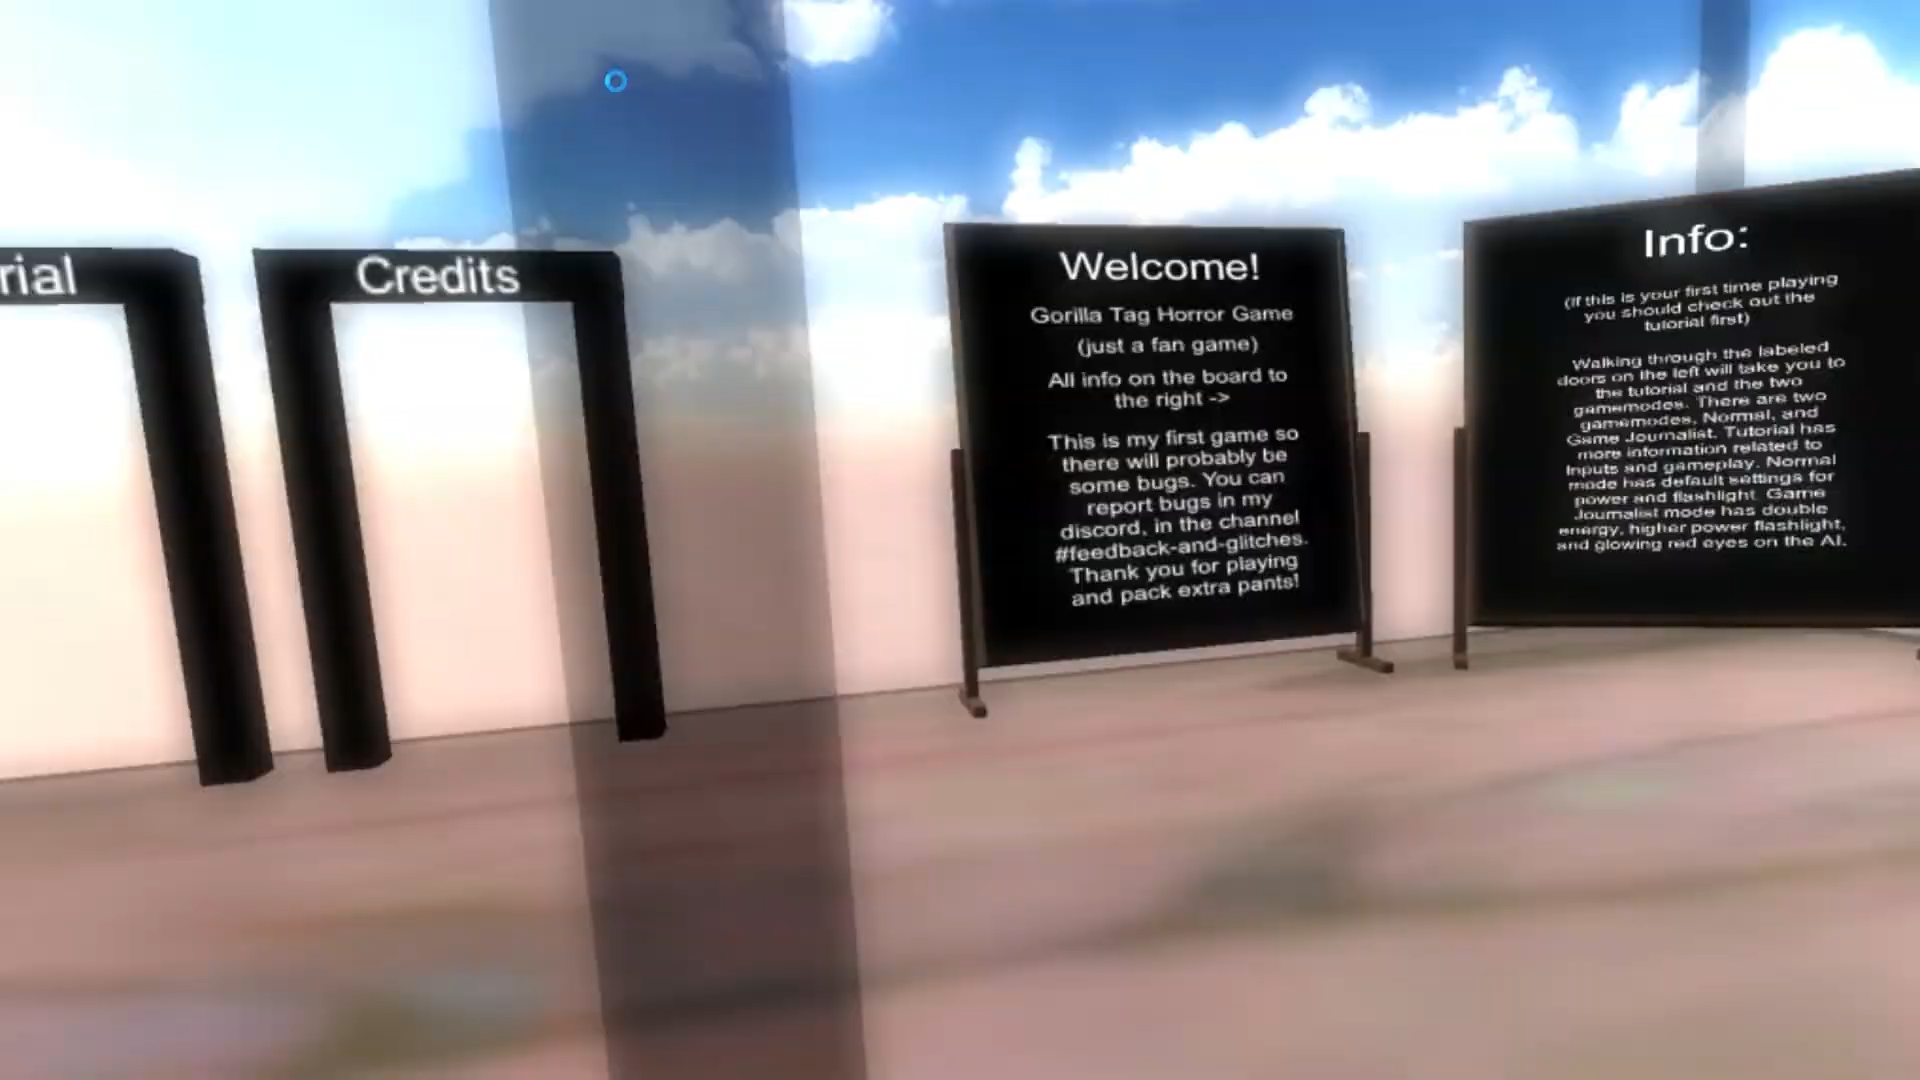 rial
Credits
Welcome!
Gorilla Tag Horror Game
(just a fan game)
All info on the board to
the right ->
This is my first game so
there will probably be
some bugs. You can
report bugs in my
discord, in the channel
#feedback-and-glitches.
Thank you for playing
and pack extra pants!
Info:
(If this is your first time playing
you should check out the
tutorial first)
Walking through the labeled
doors on the left will take you to
the tutorial and the two
gamemodes. There are two
gamemodes, Normal, and
Game Journalist. Tutorial has
more information related to
inputs and gameplay. Normal
mode has default settings for
power and flashlight. Game
Journalist mode has double
energy, higher power flashlight,
and glowing red eyes on the AI.